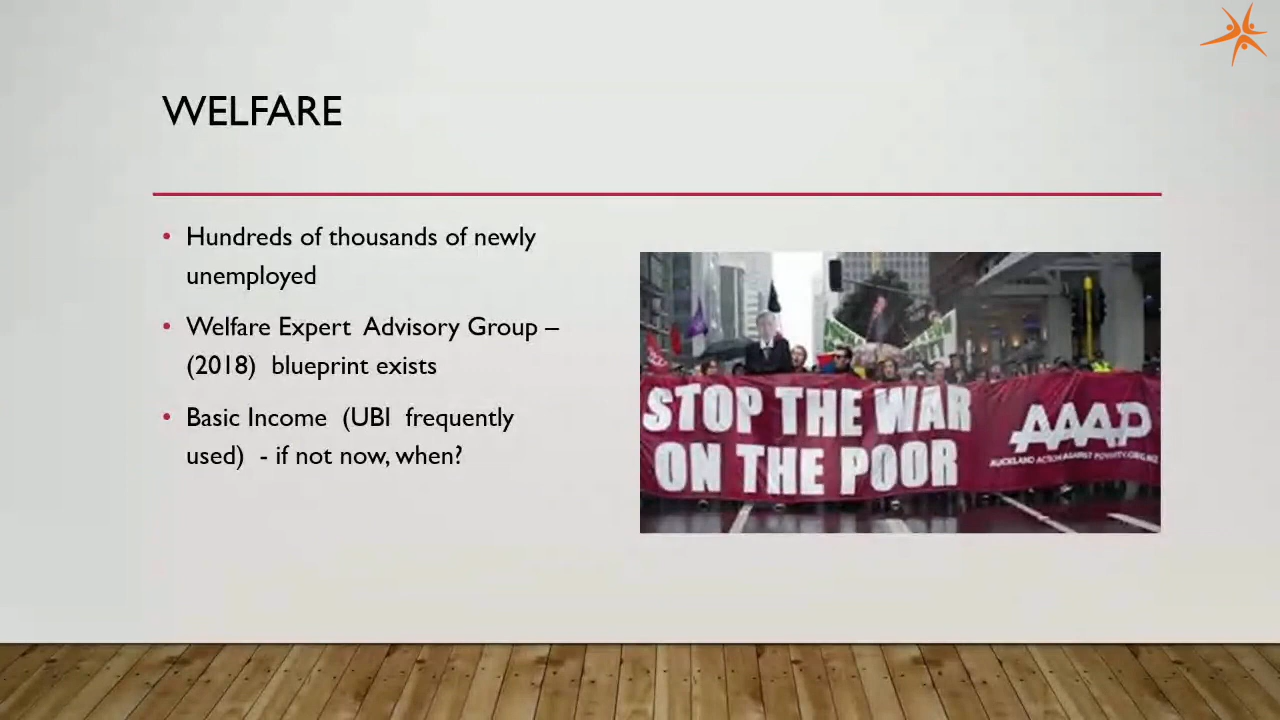 WELFARE
• Hundreds of thousands of newly
unemployed
• Welfare Expert Advisory Group –
(2018) blueprint exists
• Basic Income (UBI frequently
used) - if not now, when?
STOP THE WAR
ON THE POOR
AAAP
AUCKLAND ACTION AGAINST POVERTY.ORG.NZ